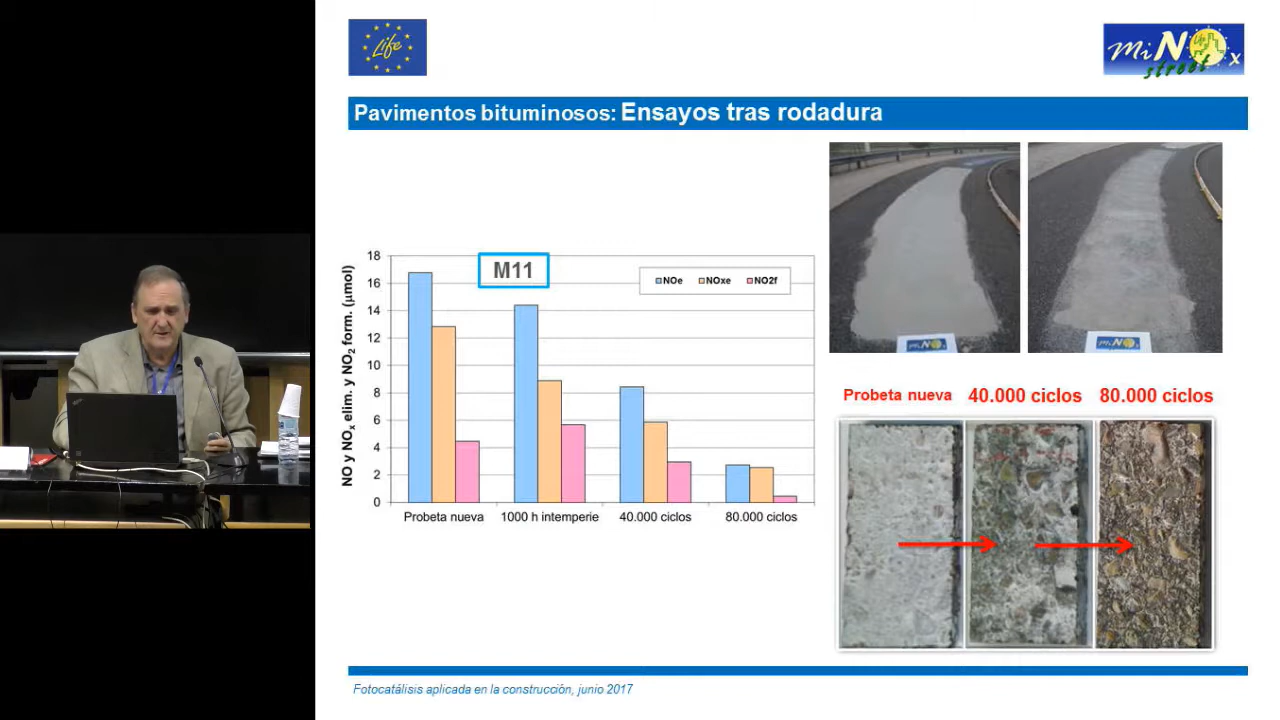 Life
MiNOx
street
Pavimentos bituminosos: Ensayos tras rodadura
M11
NOe NOxe NO2f
NO y NOx elim. y NO2 form. (µmol)
18
16
14
12
10
8
6
4
2
0
Probeta nueva 1000 h intemperie 40.000 ciclos 80.000 ciclos
MiNOx
MiNOx
Probeta nueva 40.000 ciclos 80.000 ciclos
Fotocatálisis aplicada en la construcción, junio 2017